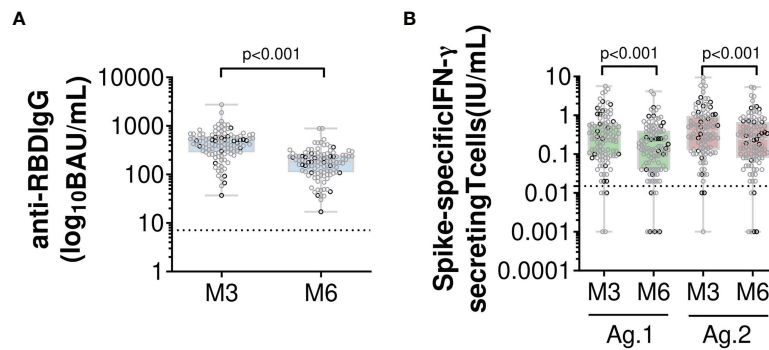 A
p<0.001
anti-RBDIgG
(log10BAU/mL)
10000
1000
100
10
1
M3 M6
B
p<0.001 p<0.001
Spike-specificIFN-γ
secretingTcells(IU/mL)
10
1
0.1
0.01
0.001
0.0001
M3 M6 M3 M6
Ag.1 Ag.2